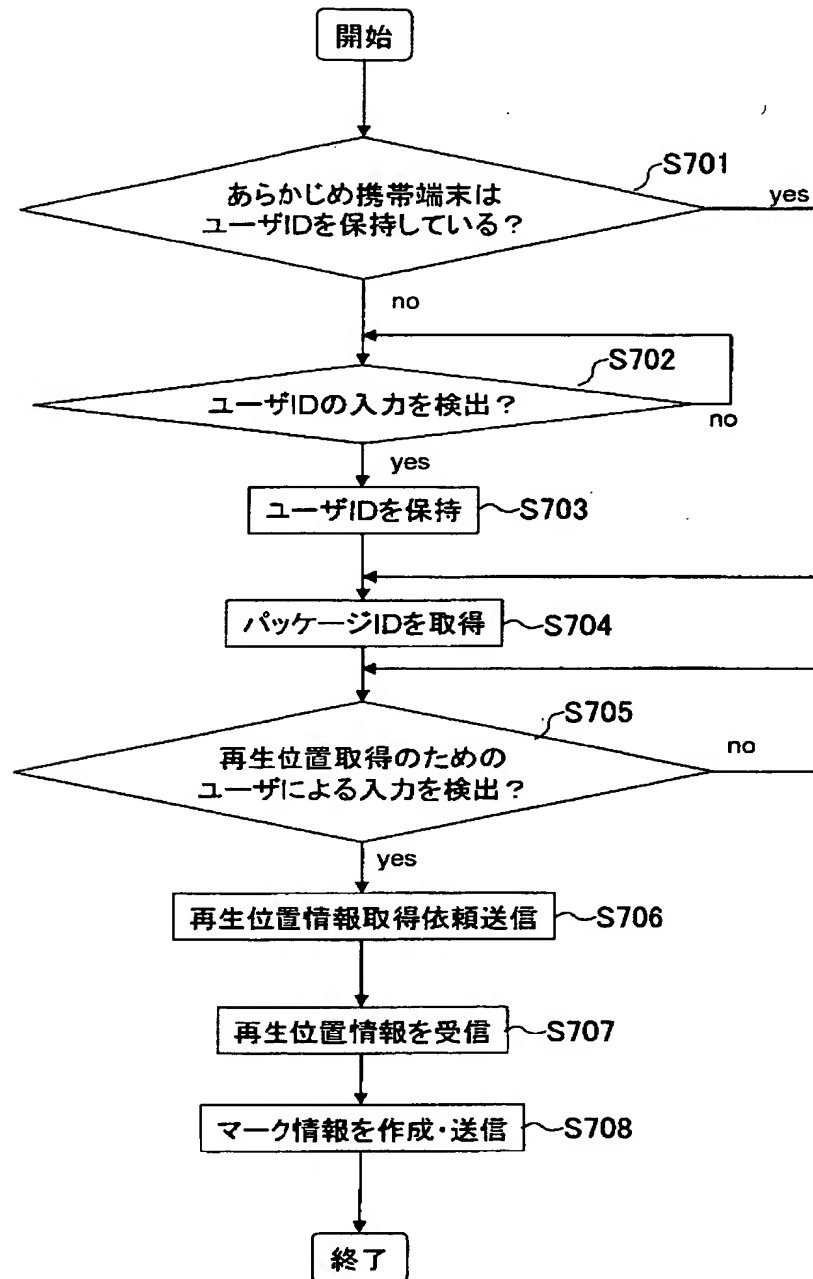 開始
あらかじめ携帯端末は
ユーザIDを保持している？
S701
yes
no
ユーザIDの入力を検出？
S702
no
yes
ユーザIDを保持
S703
パッケージIDを取得
S704
再生位置取得のための
ユーザによる入力を検出？
S705
no
yes
再生位置情報取得依頼送信
S706
再生位置情報を受信
S707
マーク情報を作成・送信
S708
終了